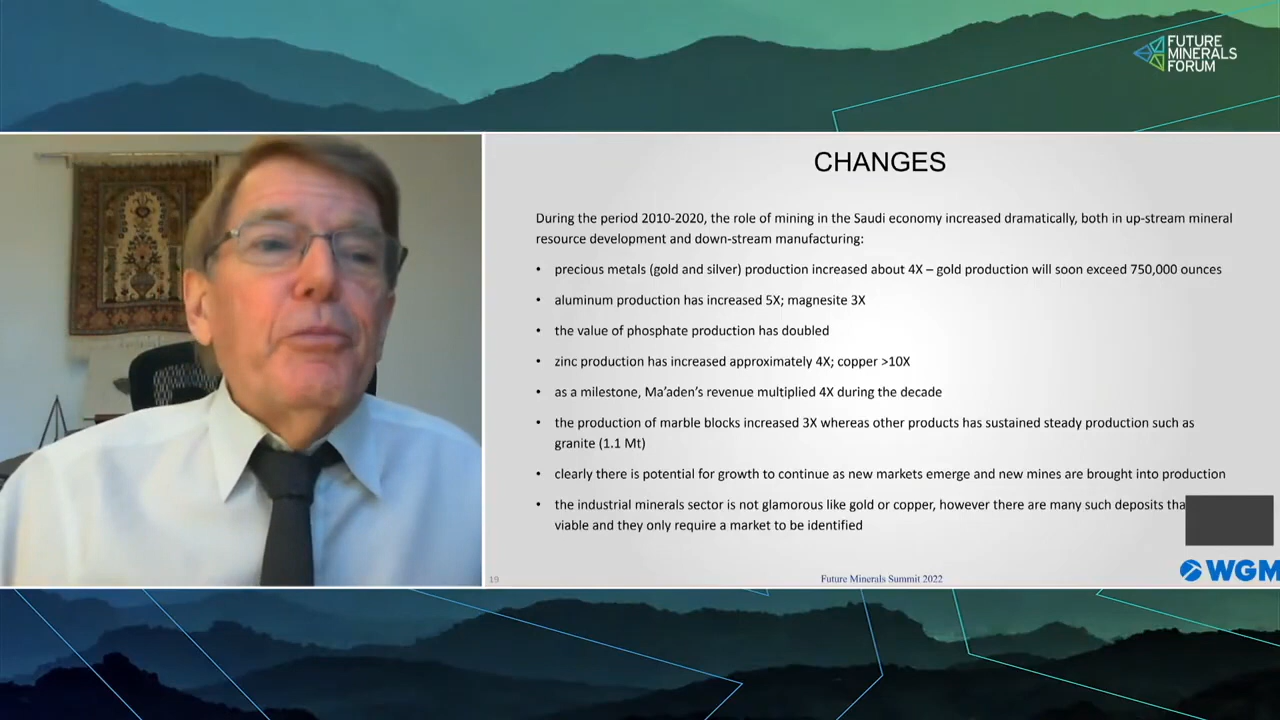 FUTURE
MINERALS
FORUM
CHANGES
During the period 2010-2020, the role of mining in the Saudi economy increased dramatically, both in up-stream mineral
resource development and down-stream manufacturing:
• precious metals (gold and silver) production increased about 4X – gold production will soon exceed 750,000 ounces
• aluminum production has increased 5X; magnesite 3X
• the value of phosphate production has doubled
• zinc production has increased approximately 4X; copper >10X
• as a milestone, Ma'aden's revenue multiplied 4X during the decade
• the production of marble blocks increased 3X whereas other products has sustained steady production such as
granite (1.1 Mt)
• clearly there is potential for growth to continue as new markets emerge and new mines are brought into production
• the industrial minerals sector is not glamorous like gold or copper, however there are many such deposits
viable and they only require a market to be identified
19
Future Minerals Summit 2022
WGM